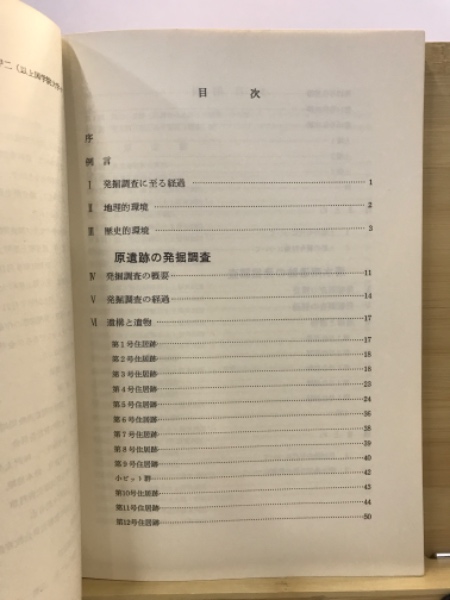 目 次
序
例 言
Ⅰ 発掘調査に至る経過……1
Ⅱ 地理的環境……2
Ⅲ 歴史的環境……3
原遺跡の発掘調査
Ⅳ 発掘調査の概要……11
Ⅴ 発掘調査の経過……14
Ⅵ 遺構と遺物……17
第1号住居跡……17
第2号住居跡……18
第3号住居跡……18
第4号住居跡……23
第5号住居跡……24
第6号住居跡……36
第7号住居跡……38
第8号住居跡……39
第9号住居跡……40
小ピット群……42
第10号住居跡……43
第11号住居跡……44
第12号住居跡……50